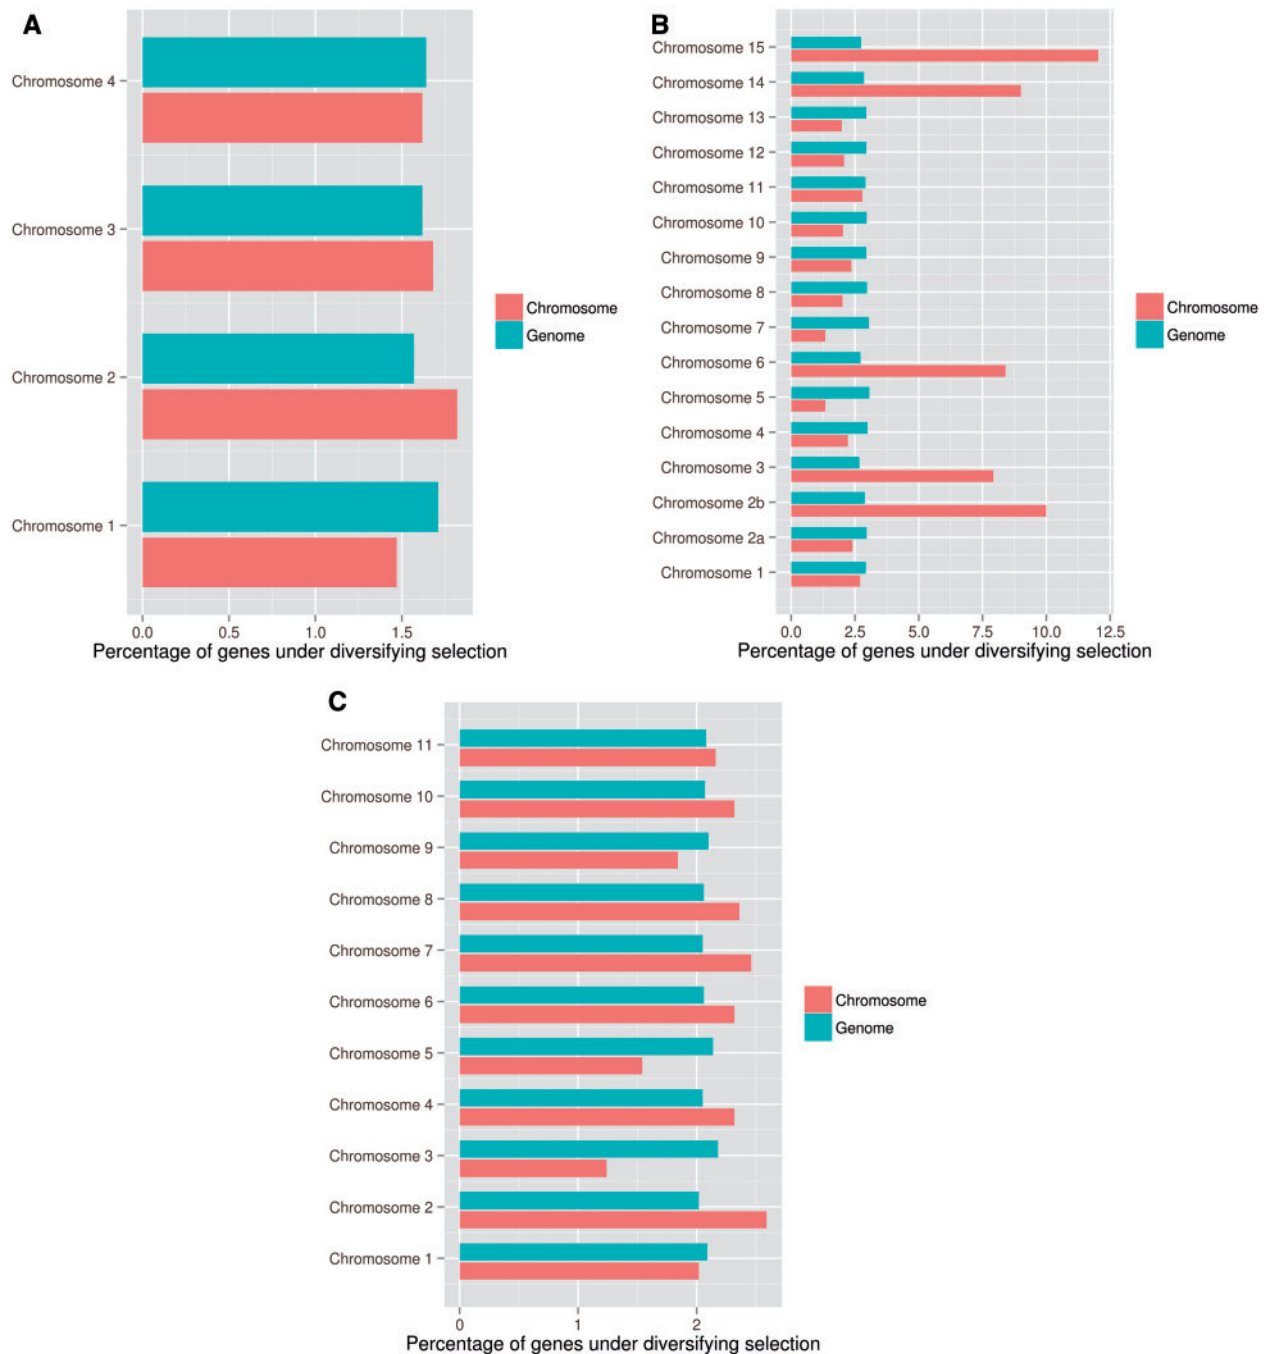 A
Chromosome 4
Chromosome 3
Chromosome 2
Chromosome 1
0.0 0.5 1.0 1.5
Percentage of genes under diversifying selection
Chromosome
Genome
B
Chromosome 15
Chromosome 14
Chromosome 13
Chromosome 12
Chromosome 11
Chromosome 10
Chromosome 9
Chromosome 8
Chromosome 7
Chromosome 6
Chromosome 5
Chromosome 4
Chromosome 3
Chromosome 2b
Chromosome 2a
Chromosome 1
0.0 2.5 5.0 7.5 10.0 12.5
Percentage of genes under diversifying selection
Chromosome
Genome
C
Chromosome 11
Chromosome 10
Chromosome 9
Chromosome 8
Chromosome 7
Chromosome 6
Chromosome 5
Chromosome 4
Chromosome 3
Chromosome 2
Chromosome 1
0 1 2
Percentage of genes under diversifying selection
Chromosome
Genome